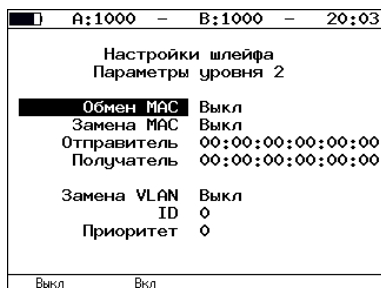 A:1000 – B:1000 – 20:03
Настройки шлейфа
Параметры уровня 2
Обмен MAC Выкл
Замена MAC Выкл
Отправитель 00:00:00:00:00:00
Получатель 00:00:00:00:00:00
Замена VLAN Выкл
ID 0
Приоритет 0
Выкл Вкл